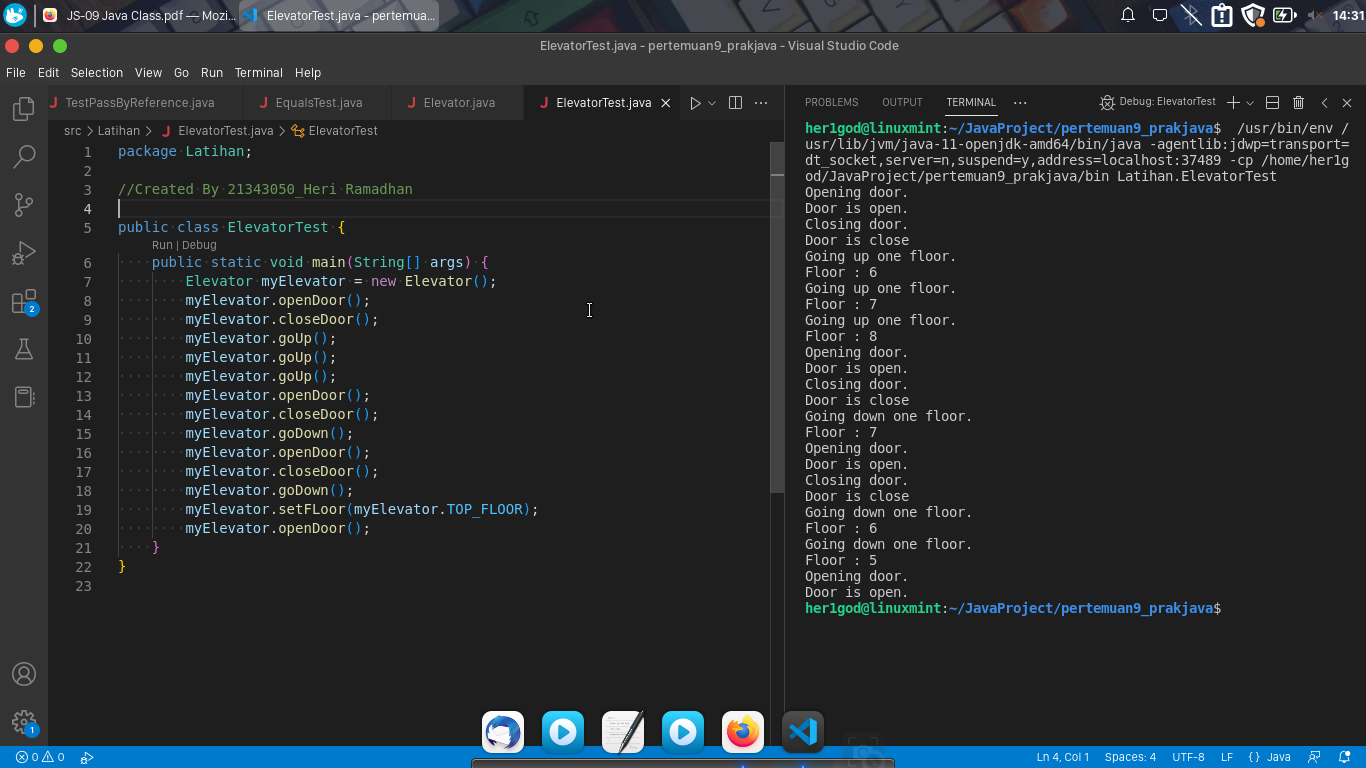 JS-09 Java Class.pdf — Mozi...
ElevatorTest.java - pertemua...
14:31
ElevatorTest.java - pertemuan9_prakjava - Visual Studio Code
File Edit Selection View Go Run Terminal Help
TestPassByReference.java EqualsTest.java Elevator.java ElevatorTest.java
src > Latihan > ElevatorTest.java > ElevatorTest
1 package Latihan;
2
3 //Created By 21343050_Heri Ramadhan
4
5 public class ElevatorTest {
Run | Debug
6 public static void main(String[] args) {
7 Elevator myElevator = new Elevator();
8 myElevator.openDoor();
9 myElevator.closeDoor();
10 myElevator.goUp();
11 myElevator.goUp();
12 myElevator.goUp();
13 myElevator.openDoor();
14 myElevator.closeDoor();
15 myElevator.goDown();
16 myElevator.openDoor();
17 myElevator.closeDoor();
18 myElevator.goDown();
19 myElevator.setFLoor(myElevator.TOP_FLOOR);
20 myElevator.openDoor();
21 }
22 }
23
PROBLEMS OUTPUT TERMINAL ··· Debug: ElevatorTest
her1god@linuxmint:~/JavaProject/pertemuan9_prakjava$ /usr/bin/env /
usr/lib/jvm/java-11-openjdk-amd64/bin/java -agentlib:jdwp=transport=
dt_socket,server=n,suspend=y,address=localhost:37489 -cp /home/her1g
od/JavaProject/pertemuan9_prakjava/bin Latihan.ElevatorTest
Opening door.
Door is open.
Closing door.
Door is close
Going up one floor.
Floor : 6
Going up one floor.
Floor : 7
Going up one floor.
Floor : 8
Opening door.
Door is open.
Closing door.
Door is close
Going down one floor.
Floor : 7
Opening door.
Door is open.
Closing door.
Door is close
Going down one floor.
Floor : 6
Going down one floor.
Floor : 5
Opening door.
Door is open.
her1god@linuxmint:~/JavaProject/pertemuan9_prakjava$
2
1
0 0
Ln 4, Col 1 Spaces: 4 UTF-8 LF { } Java